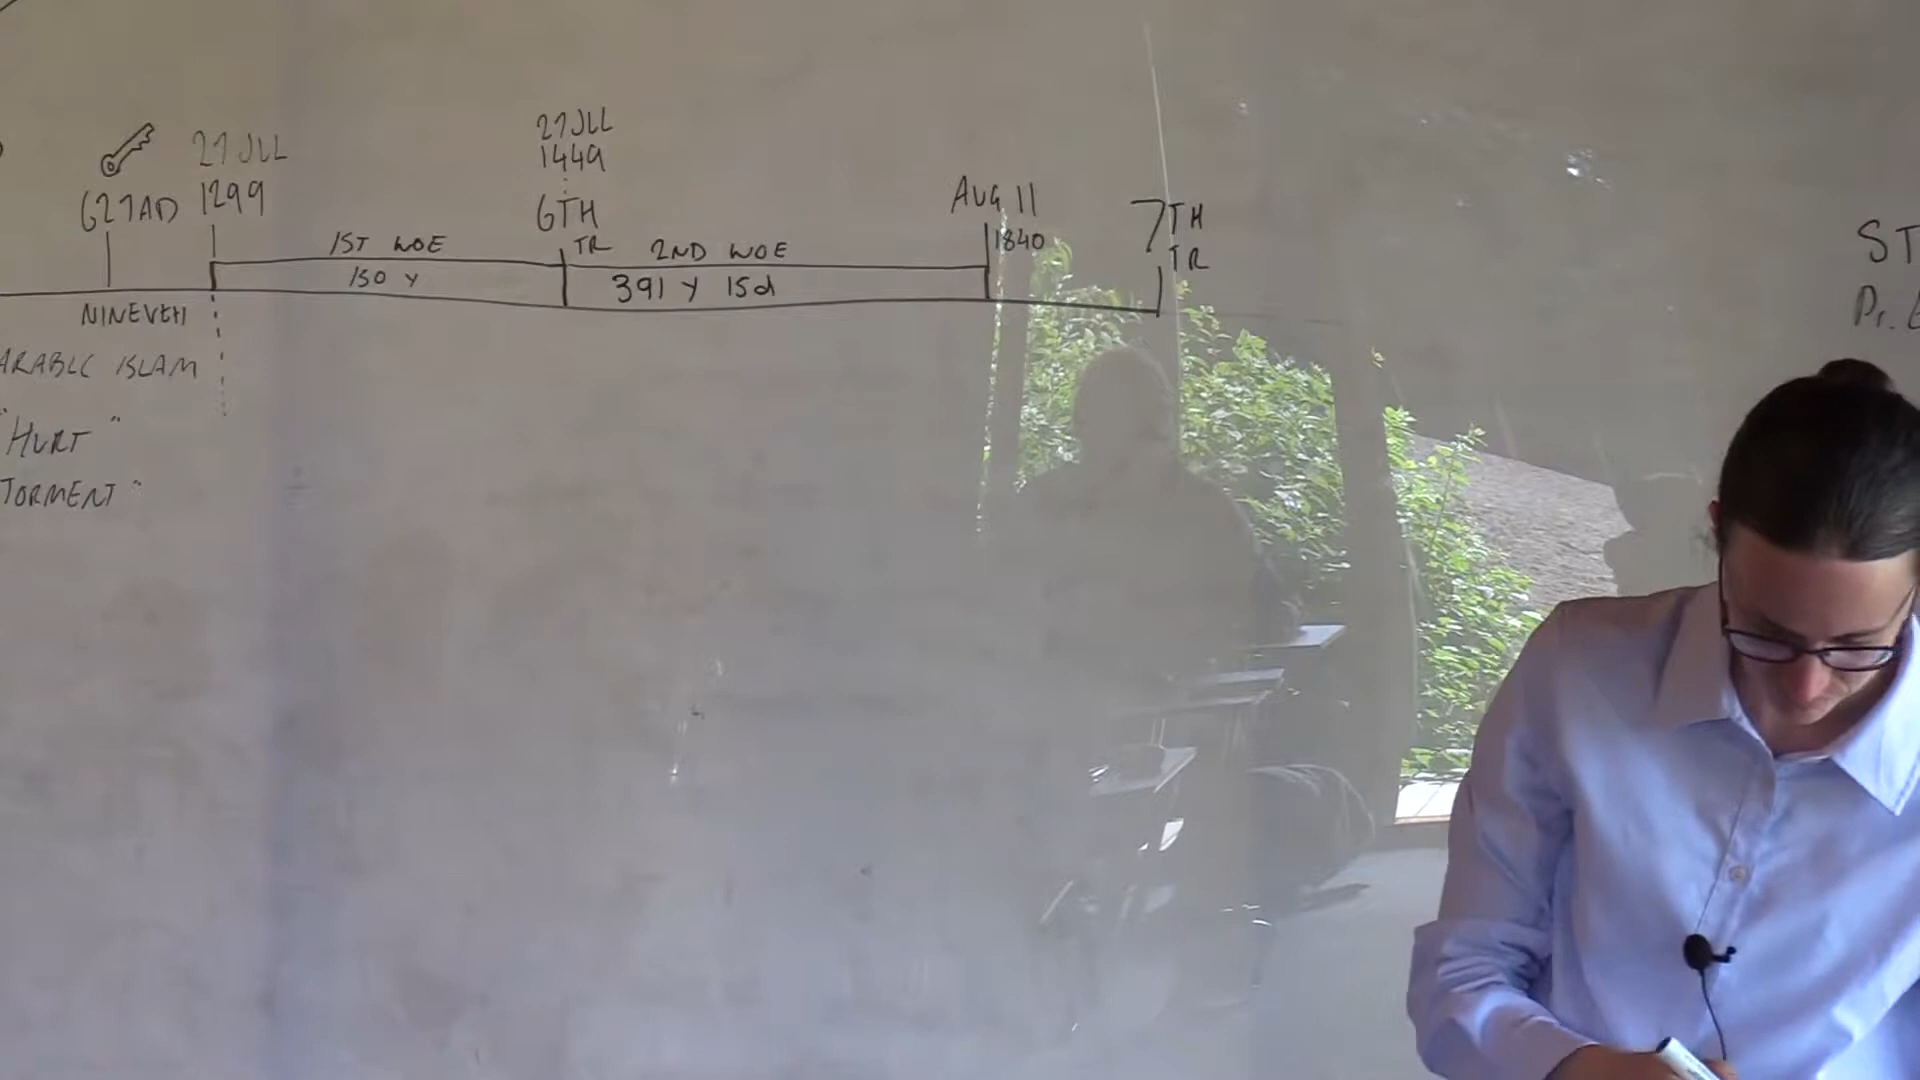 27 JUL
1299
627AD
27 JUL
1449
6TH
TR
AUG 11
1840
7TH
TR
1ST WOE
2ND WOE
150 Y
391 Y 15d
NINEVEH
ARABIC ISLAM
"HURT"
TORMENT"
ST
Pr.